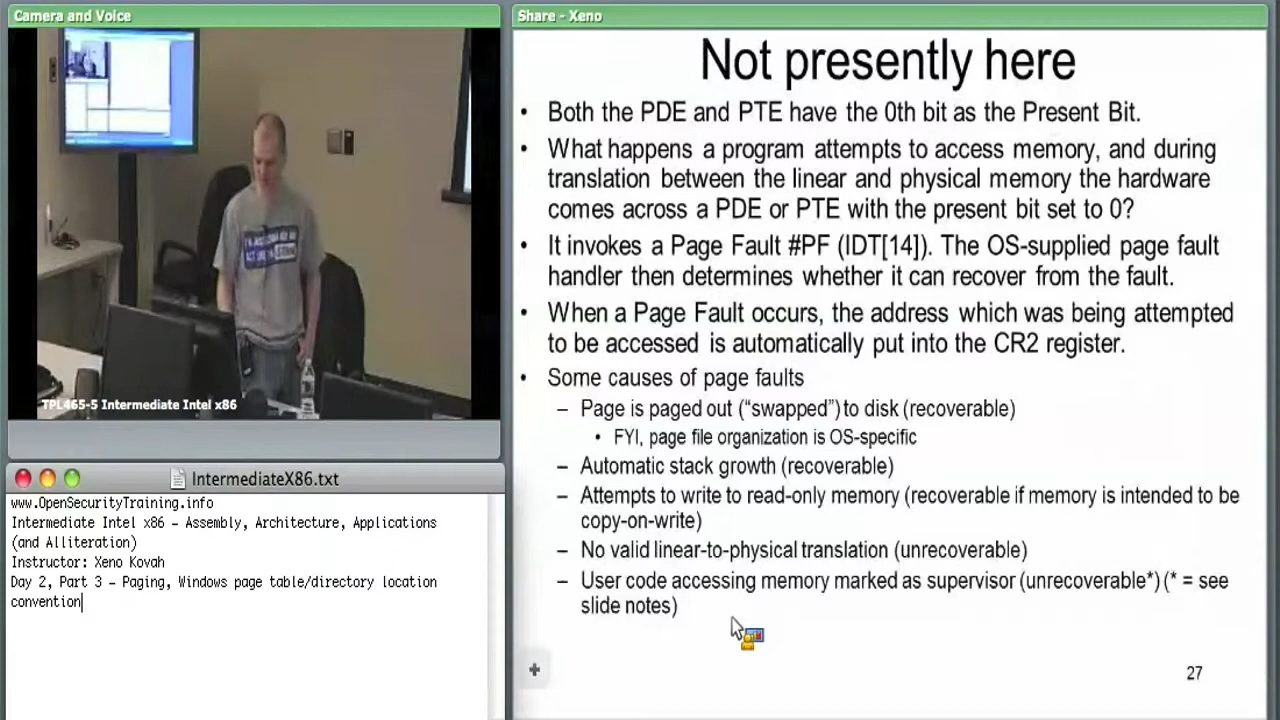 Camera and Voice
TPL465-5 Intermediate Intel x86
IntermediateX86.txt
www.OpenSecurityTraining.info
Intermediate Intel x86 – Assembly, Architecture, Applications
(and Alliteration)
Instructor: Xeno Kovah
Day 2, Part 3 – Paging, Windows page table/directory location
convention
Share - Xeno
Not presently here
• Both the PDE and PTE have the 0th bit as the Present Bit.
• What happens a program attempts to access memory, and during
translation between the linear and physical memory the hardware
comes across a PDE or PTE with the present bit set to 0?
• It invokes a Page Fault #PF (IDT[14]). The OS-supplied page fault
handler then determines whether it can recover from the fault.
• When a Page Fault occurs, the address which was being attempted
to be accessed is automatically put into the CR2 register.
• Some causes of page faults
– Page is paged out (“swapped”) to disk (recoverable)
• FYI, page file organization is OS-specific
– Automatic stack growth (recoverable)
– Attempts to write to read-only memory (recoverable if memory is intended to be
copy-on-write)
– No valid linear-to-physical translation (unrecoverable)
– User code accessing memory marked as supervisor (unrecoverable*) (* = see
slide notes)
27